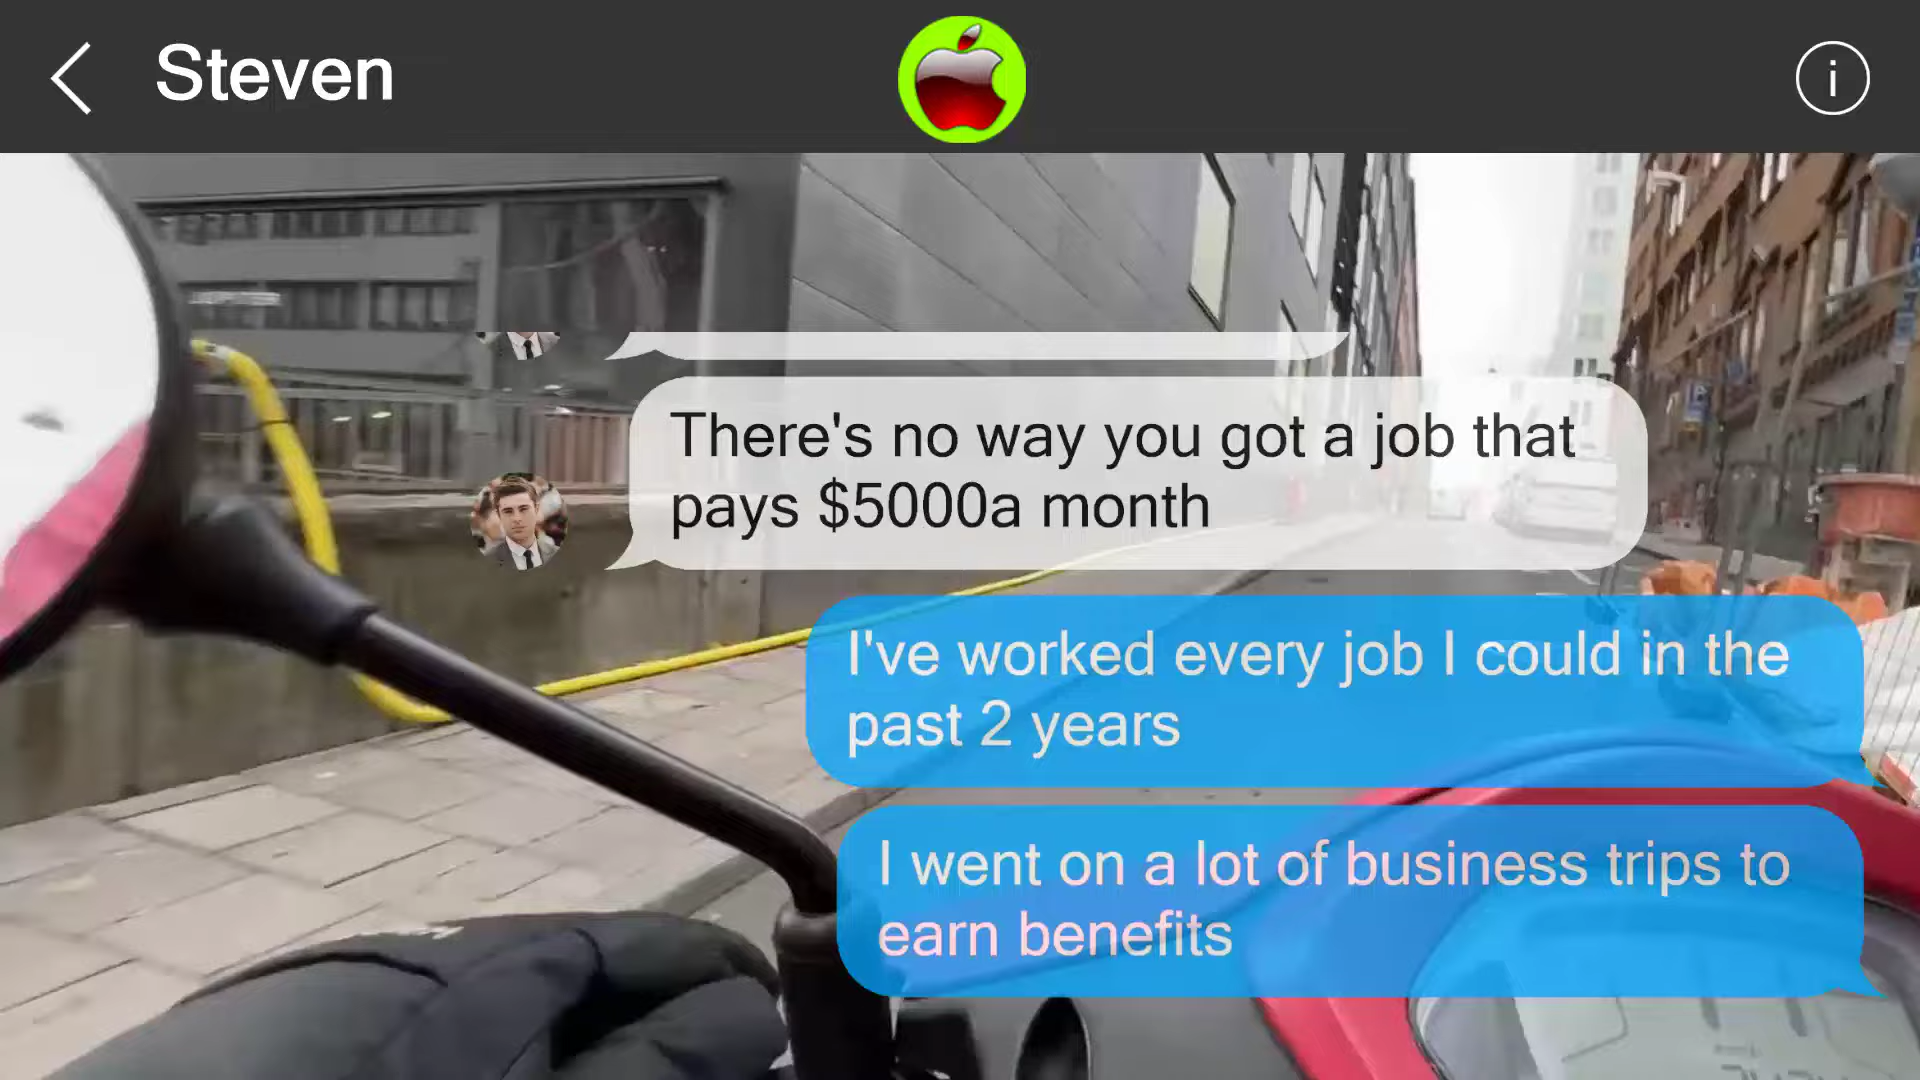 Steven
There's no way you got a job that
pays $5000a month
I've worked every job I could in the
past 2 years
I went on a lot of business trips to
earn benefits